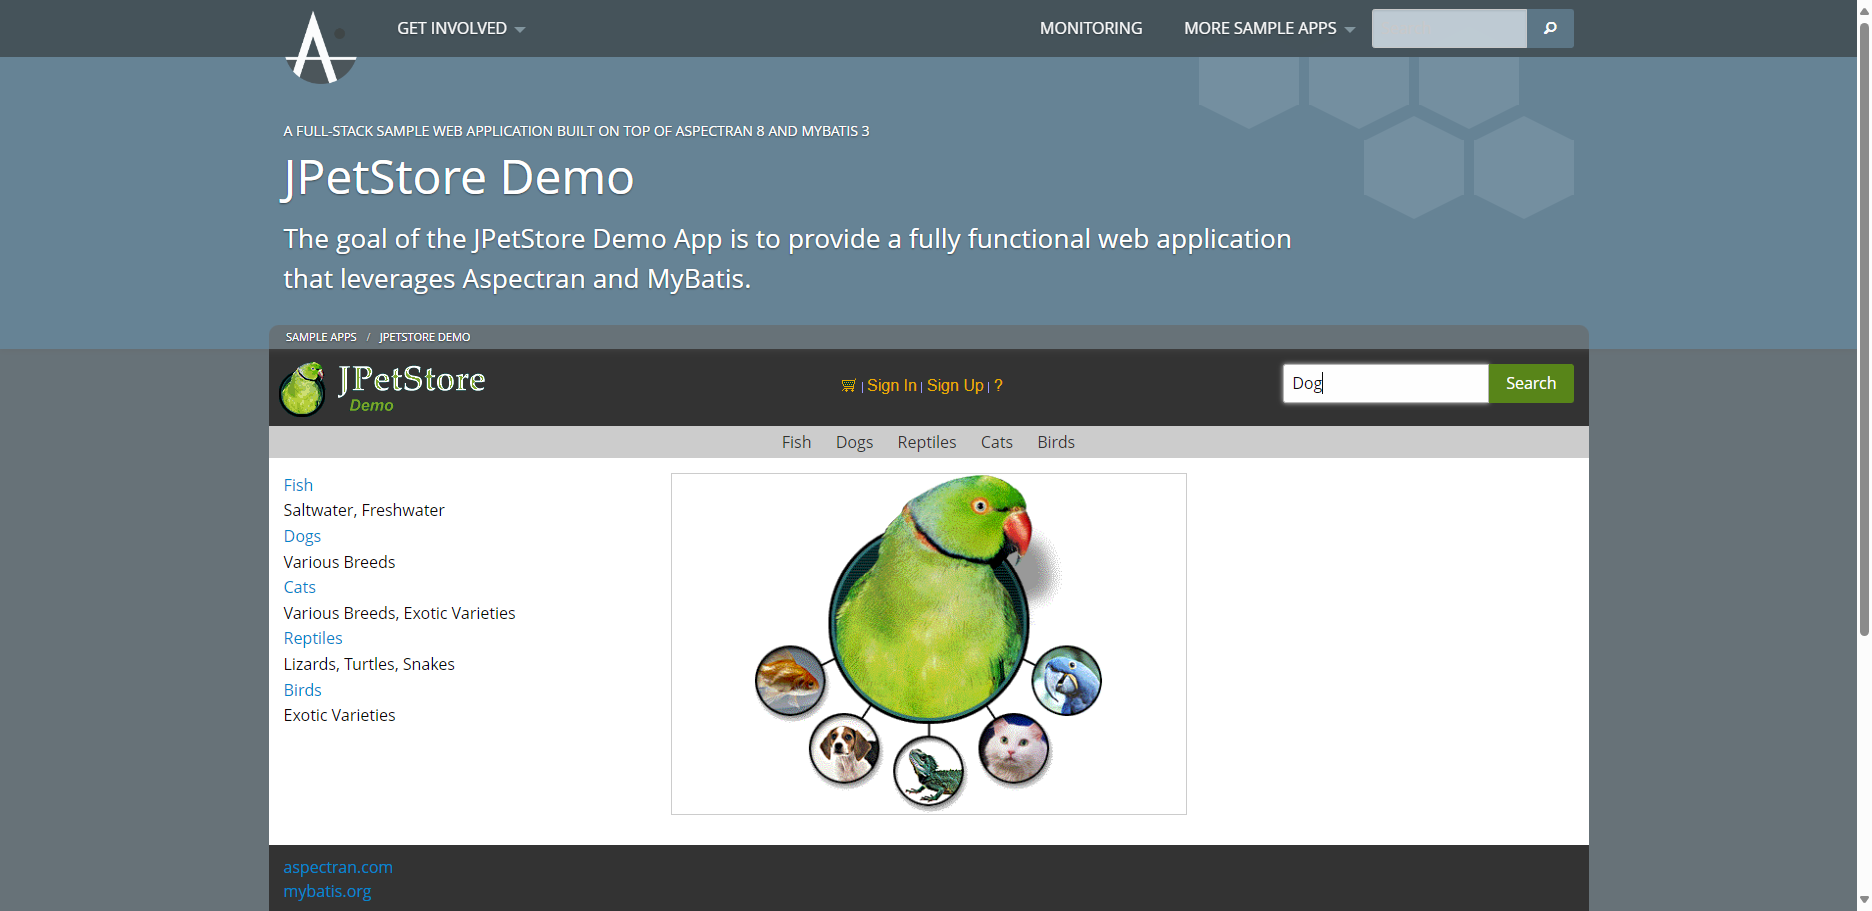 GET INVOLVED
MONITORING
MORE SAMPLE APPS
A FULL-STACK SAMPLE WEB APPLICATION BUILT ON TOP OF ASPECTRAN 8 AND MYBATIS 3
JPetStore Demo
The goal of the JPetStore Demo App is to provide a fully functional web application
that leverages Aspectran and MyBatis.
SAMPLE APPS / JPETSTORE DEMO
JPetStore
Demo
| Sign In | Sign Up | ?
Dog
Search
Fish Dogs Reptiles Cats Birds
Fish
Saltwater, Freshwater
Dogs
Various Breeds
Cats
Various Breeds, Exotic Varieties
Reptiles
Lizards, Turtles, Snakes
Birds
Exotic Varieties
aspectran.com
mybatis.org